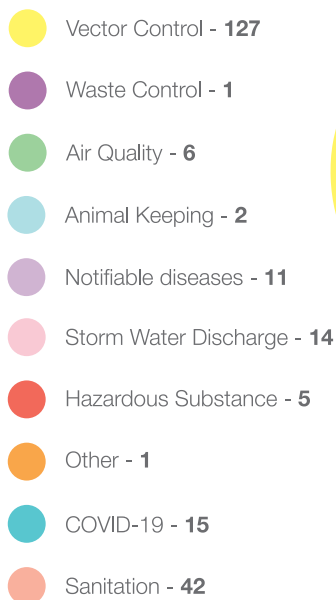 Vector Control - 127
Waste Control - 1
Air Quality - 6
Animal Keeping - 2
Notifiable diseases - 11
Storm Water Discharge - 14
Hazardous Substance - 5
Other - 1
COVID-19 - 15
Sanitation - 42